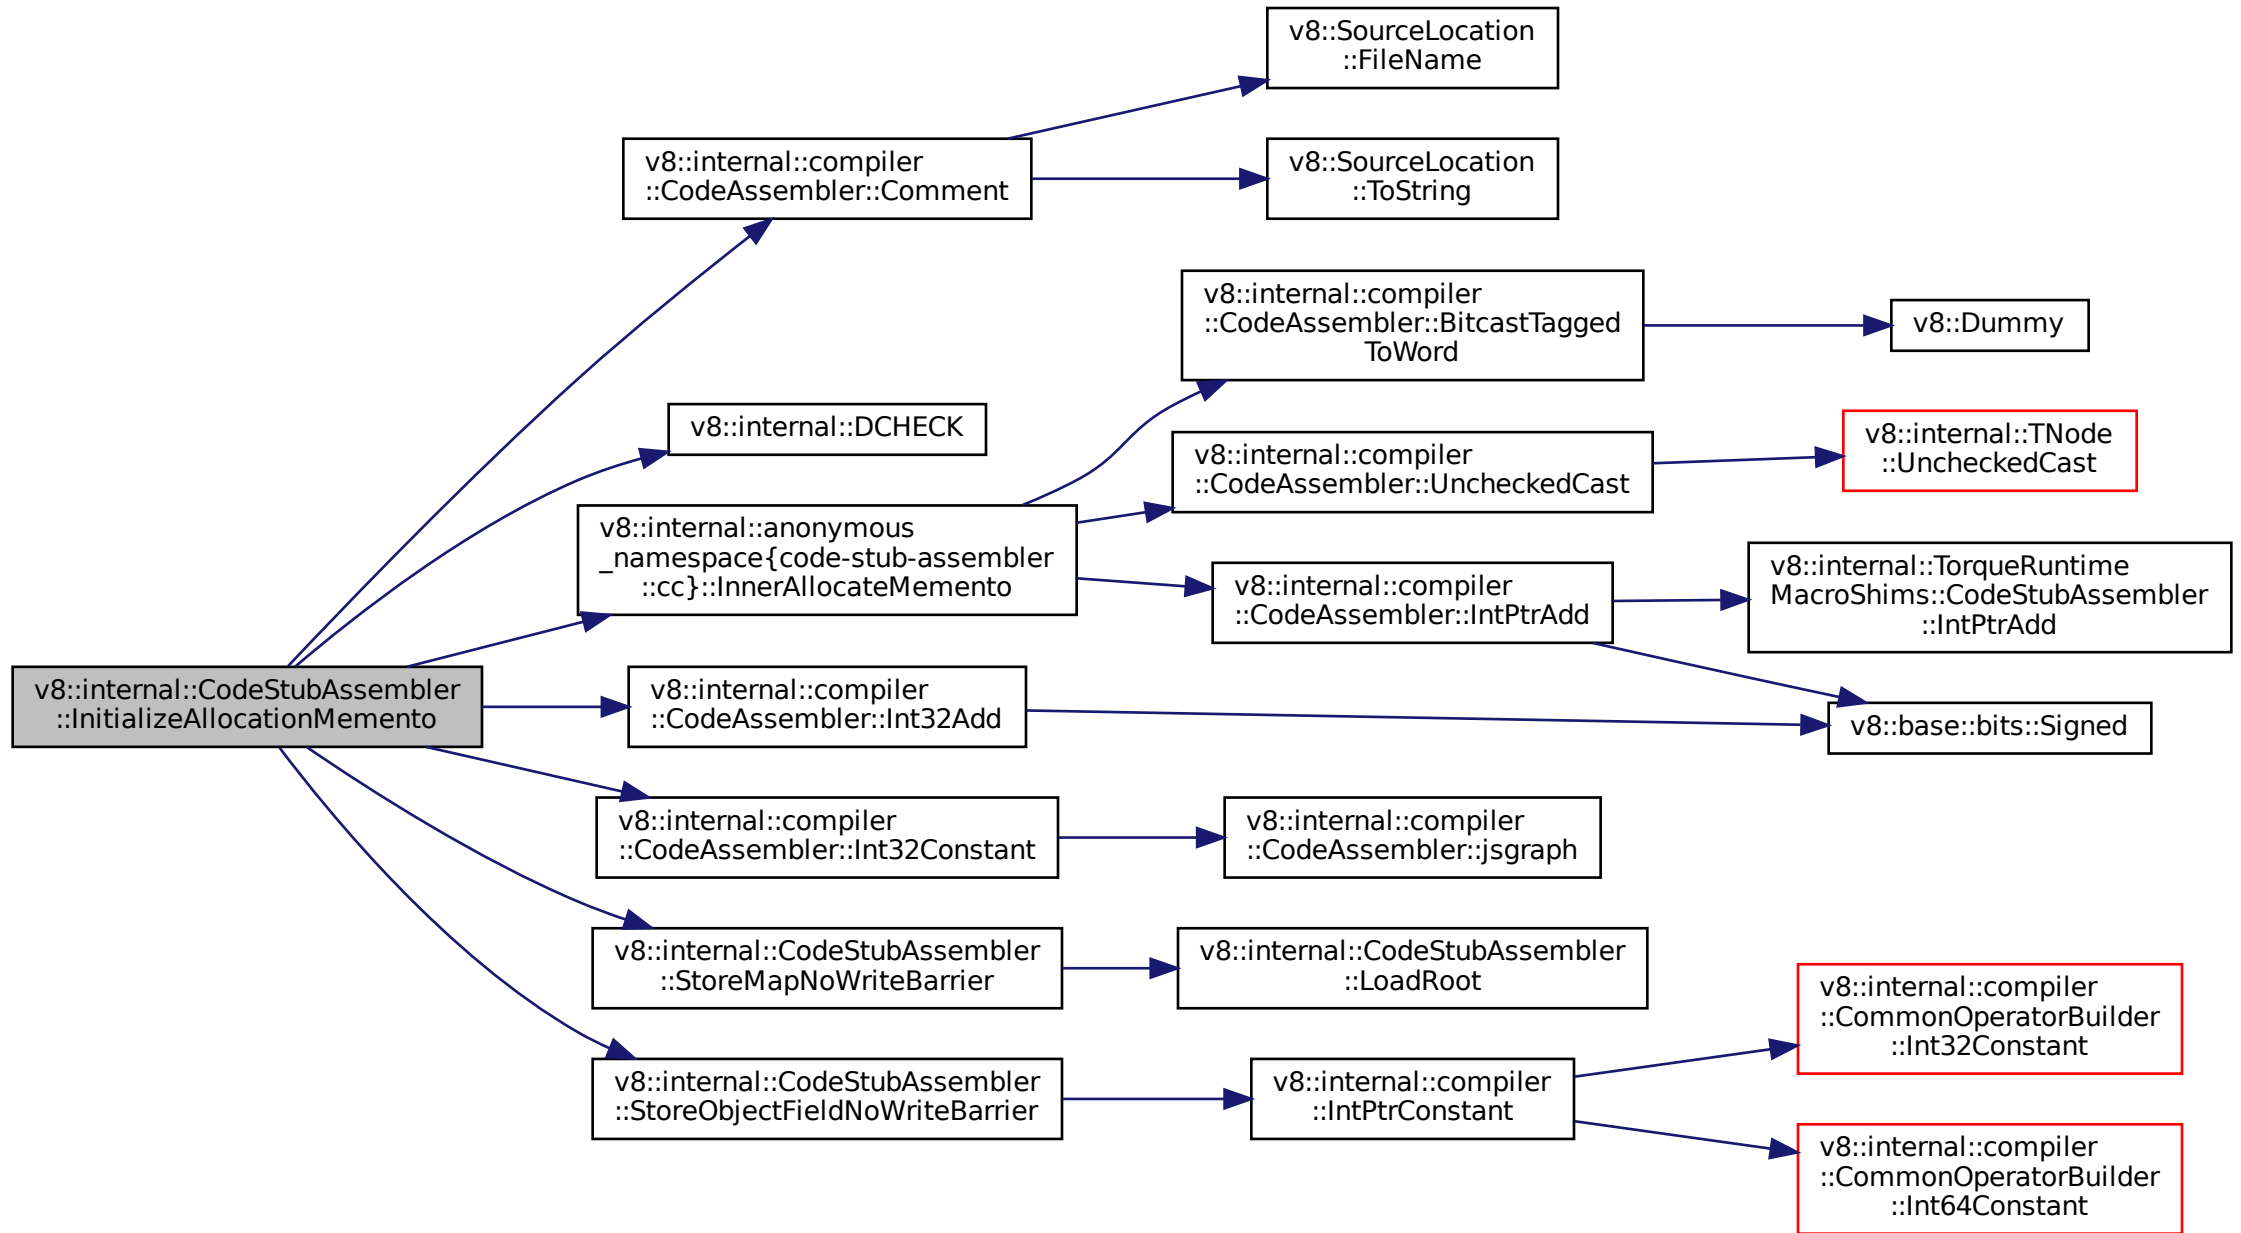 v8::SourceLocation
::FileName
v8::internal::compiler
::CodeAssembler::Comment
v8::SourceLocation
::ToString
v8::internal::compiler
::CodeAssembler::BitcastTagged
ToWord
v8::Dummy
v8::internal::DCHECK
v8::internal::compiler
::CodeAssembler::UncheckedCast
v8::internal::TNode
::UncheckedCast
v8::internal::anonymous
_namespace{code-stub-assembler
::cc}::InnerAllocateMemento
v8::internal::compiler
::CodeAssembler::IntPtrAdd
v8::internal::TorqueRuntime
MacroShims::CodeStubAssembler
::IntPtrAdd
v8::internal::CodeStubAssembler
::InitializeAllocationMemento
v8::internal::compiler
::CodeAssembler::Int32Add
v8::base::bits::Signed
v8::internal::compiler
::CodeAssembler::Int32Constant
v8::internal::compiler
::CodeAssembler::jsgraph
v8::internal::CodeStubAssembler
::StoreMapNoWriteBarrier
v8::internal::CodeStubAssembler
::LoadRoot
v8::internal::compiler
::CommonOperatorBuilder
::Int32Constant
v8::internal::CodeStubAssembler
::StoreObjectFieldNoWriteBarrier
v8::internal::compiler
::IntPtrConstant
v8::internal::compiler
::CommonOperatorBuilder
::Int64Constant